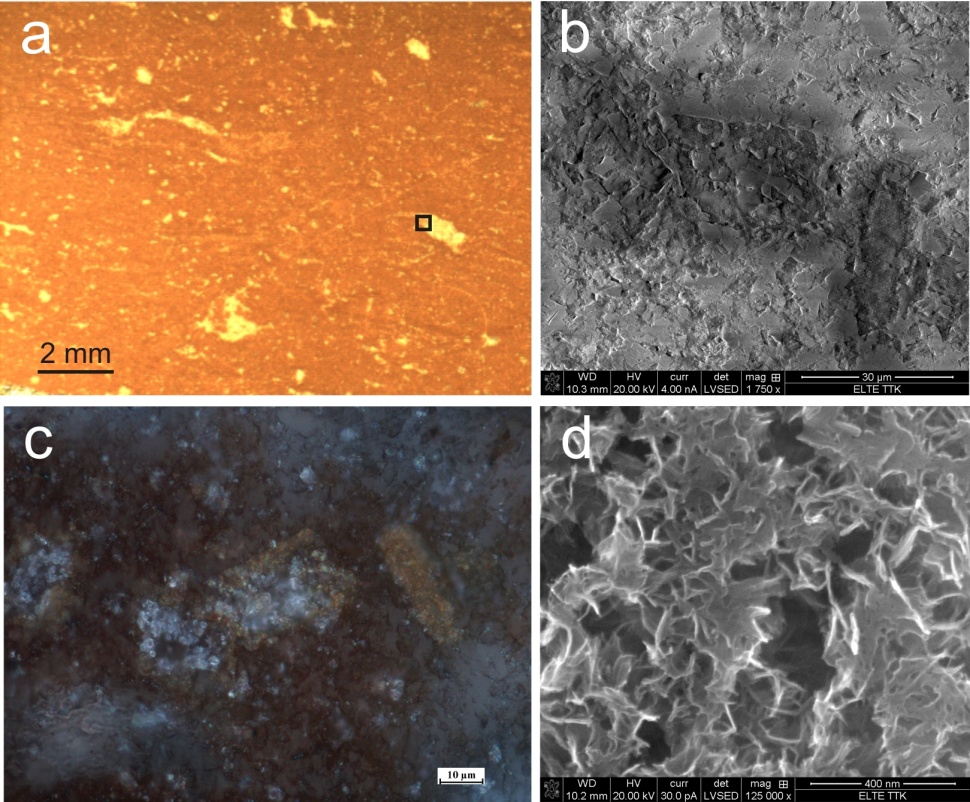 a
2 mm
b
WD HV curr det mag 30 µm
10.3 mm 20.00 kV 4.00 nA LVSED 1 750 x ELTE TTK
c
10 µm
d
WD HV curr det mag 400 nm
10.2 mm 20.00 kV 30.0 pA LVSED 125 000 x ELTE TTK